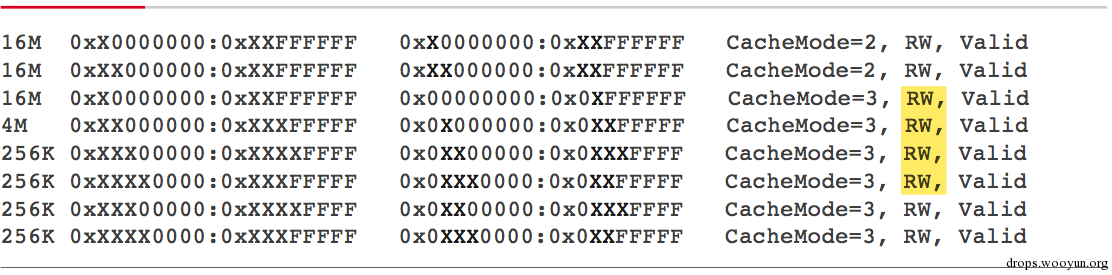 16M 0xX0000000:0xXXFFFFFF 0xX0000000:0xXXFFFFFF CacheMode=2, RW, Valid
16M 0xXX000000:0xXXFFFFFF 0xXX000000:0xXXFFFFFF CacheMode=2, RW, Valid
16M 0xX0000000:0xXXFFFFFF 0x00000000:0x0XFFFFFF CacheMode=3, RW, Valid
4M 0xXX000000:0xXXFFFFFF 0x0X000000:0x0XXFFFFF CacheMode=3, RW, Valid
256K 0xXXX00000:0xXXXXFFFF 0x0XX00000:0x0XXXFFFF CacheMode=3, RW, Valid
256K 0xXXXX0000:0xXXXFFFFF 0x0XXX0000:0x0XXFFFFF CacheMode=3, RW, Valid
256K 0xXXX00000:0xXXXXFFFF 0x0XX00000:0x0XXXFFFF CacheMode=3, RW, Valid
256K 0xXXXX0000:0xXXXFFFFF 0x0XXX0000:0x0XXFFFFF CacheMode=3, RW, Valid
drops.wooyun.org